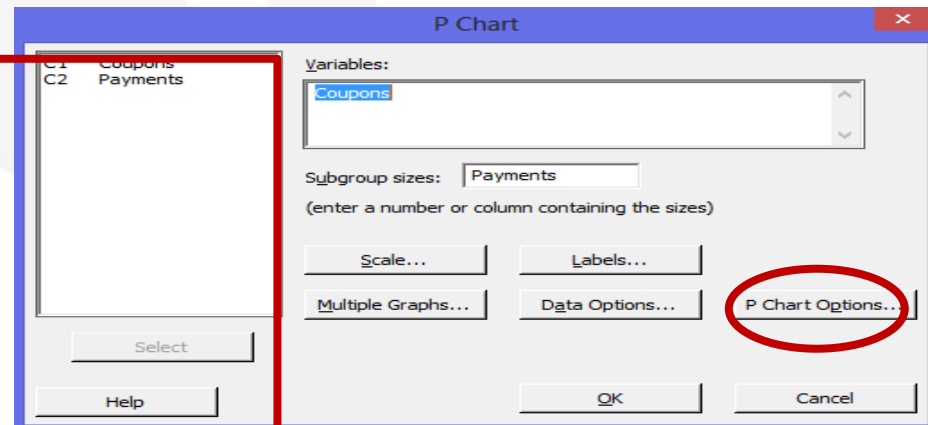 P Chart
C1 Coupons
C2 Payments
Variables:
Coupons
Subgroup sizes: Payments
(enter a number or column containing the sizes)
Scale... Labels...
Multiple Graphs... Data Options... P Chart Options...
Select
Help OK Cancel